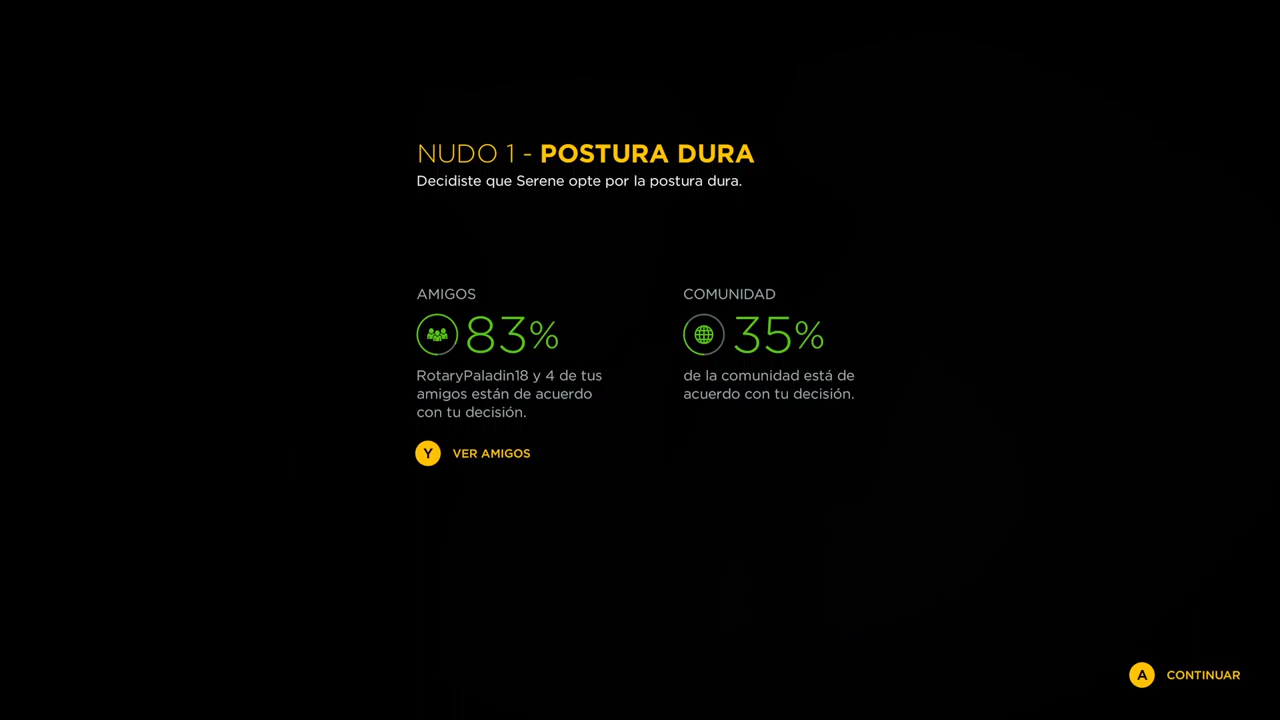 NUDO 1 - POSTURA DURA
Decidiste que Serene opte por la postura dura.
AMIGOS
83%
RotaryPaladin18 y 4 de tus
amigos están de acuerdo
con tu decisión.
Y VER AMIGOS
COMUNIDAD
35%
de la comunidad está de
acuerdo con tu decisión.
A CONTINUAR